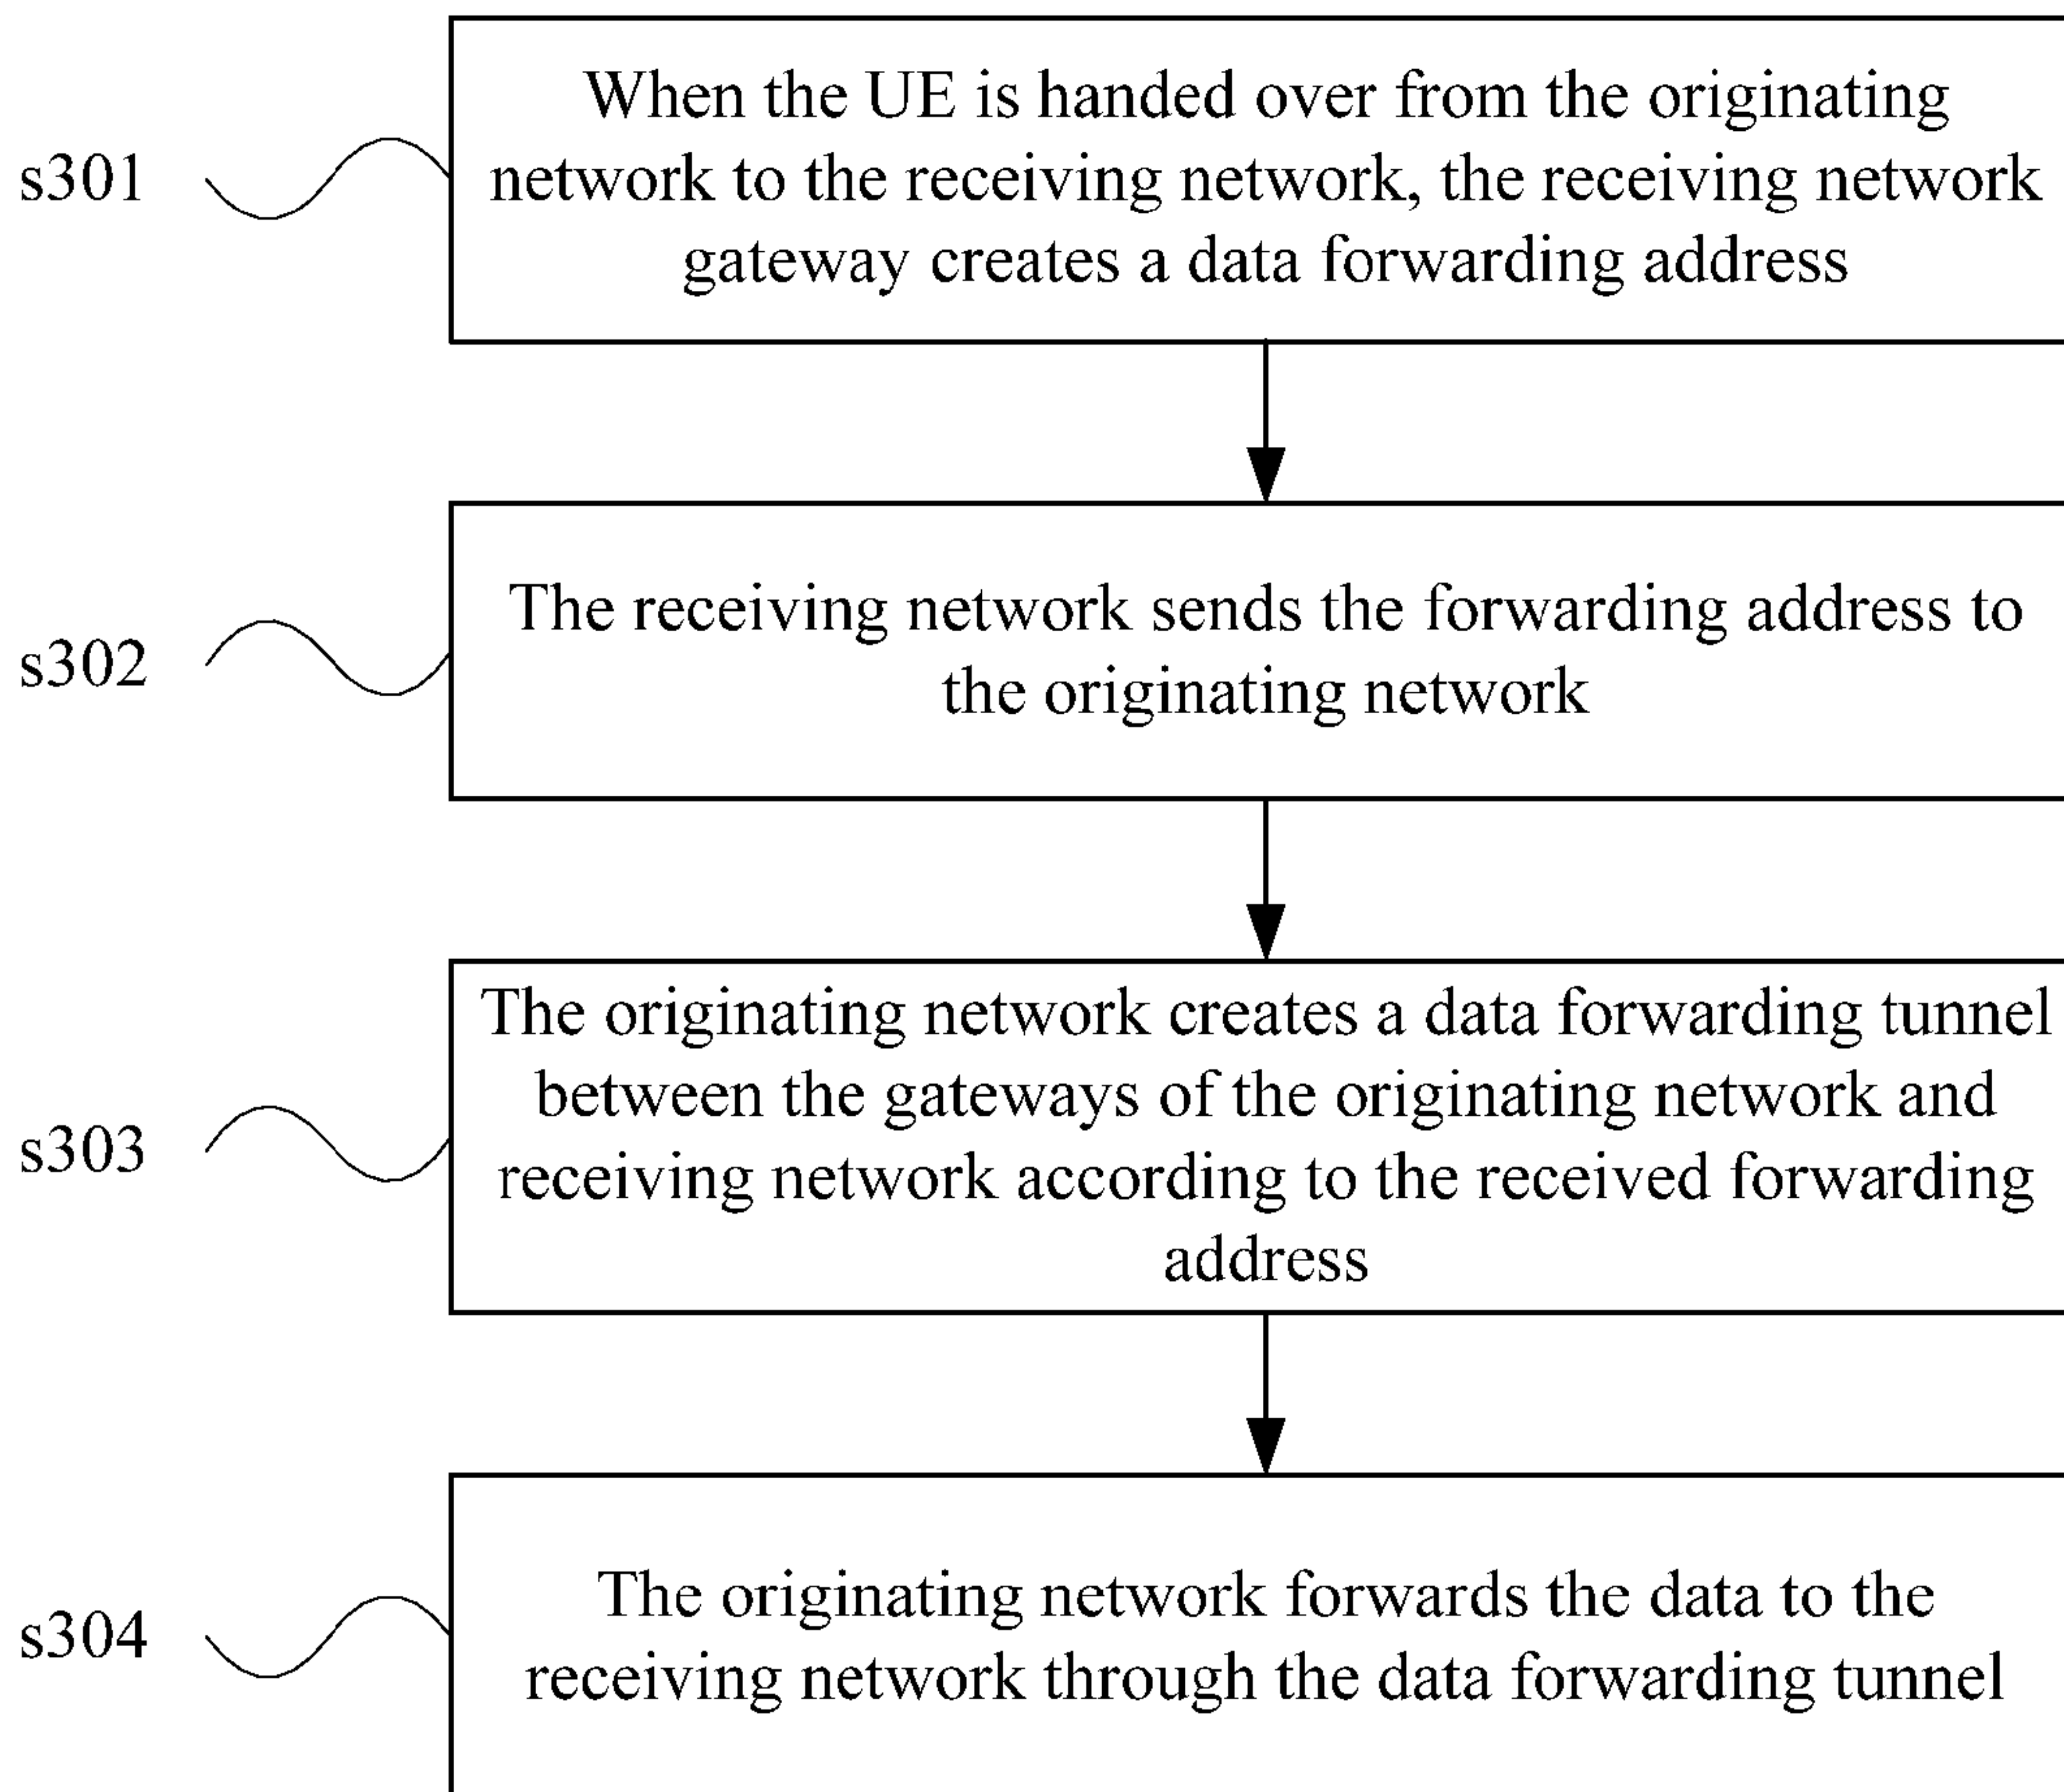 s301
When the UE is handed over from the originating
network to the receiving network, the receiving network
gateway creates a data forwarding address
s302
The receiving network sends the forwarding address to
the originating network
s303
The originating network creates a data forwarding tunnel
between the gateways of the originating network and
receiving network according to the received forwarding
address
s304
The originating network forwards the data to the
receiving network through the data forwarding tunnel